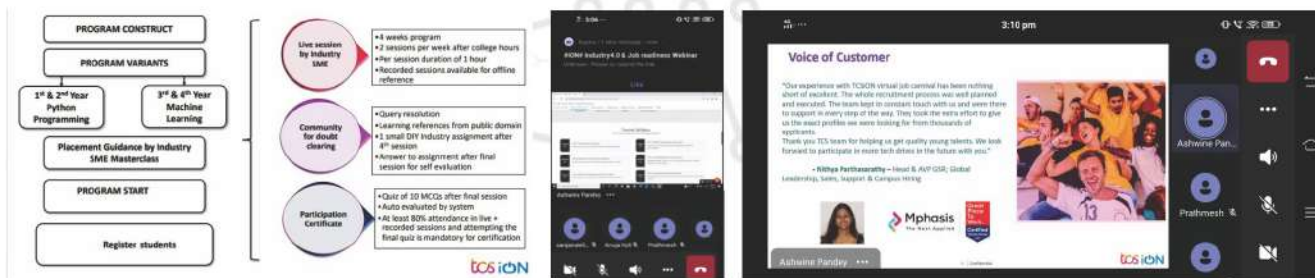 PROGRAM CONSTRUCT
PROGRAM VARIANTS
1st & 2nd Year
Python
Programming
3rd & 4th Year
Machine
Learning
Placement Guidance by Industry
SME Masterclass
PROGRAM START
Register students
Live session
by Industry
SME
• 4 weeks program
• 2 sessions per week after college hours
• Per session duration of 1 hour
• Recorded sessions available for offline
reference
Community
for doubt
clearing
• Query resolution
• Learning references from public domain
• 1 small DIY Industry assignment after
4th session
• Answer to assignment after final
session for self evaluation
Participation
Certificate
• Quiz of 10 MCQs after final session
• Auto evaluated by system
• At least 80% attendance in live +
recorded sessions and attempting the
final quiz is mandatory for certification
tcs iON
Industry4.0 & Job readiness Webinar
Ashwine Pandey
Prathmesh
3:10 pm
Voice of Customer
"Our experience with TCSiON virtual job carnival has been nothing
short of excellent. The whole recruitment process was well planned
and executed. The team kept in constant touch with us and were there
to support in every step of the way. They took the extra effort to give
us the exact profiles we were looking for from thousands of
applicants.
Thank you TCS team for helping us get quality young talents. We look
forward to participate in more tech drives in the future with you."
- Nithya Parthasarathy – Head & AVP GSR; Global
Leadership, Sales, Support & Campus Hiring
Mphasis
The Next Applied
Great
Place
To
Work
Certified
Confidential
tcs iON
Ashwine Pandey
Ashwine Pan...
Prathmesh